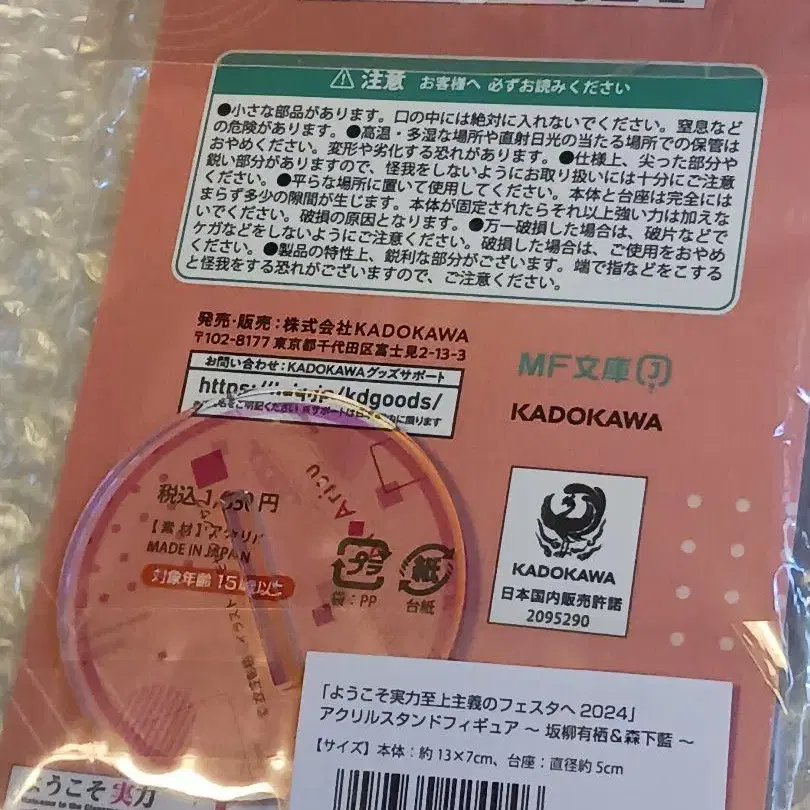 注意 お客様へ 必ずお読みください
●小さな部品があります。口の中には絶対に入れないでください。窒息など
の危険があります。●高温・多湿な場所や直射日光の当たる場所での保管は
おやめください。変形や劣化する恐れがあります。●仕様上、尖った部分や
鋭い部分がありますので、怪我をしないようにお取り扱いには十分にご注意
ください。●平らな場所に置いて使用してください。本体と台座は完全には
まらず多少の隙間が生じます。本体が固定されたらそれ以上強い力は加えな
いでください。破損の原因となります。●万一破損した場合は、破片などで
ケガなどをしないようにご注意ください。破損した場合は、ご使用をおやめ
ください。●製品の特性上、鋭利な部分がございます。端で指などをこする
と怪我をする恐れがございますので、ご注意ください。
発売・販売：株式会社KADOKAWA
〒102-8177 東京都千代田区富士見2-13-3
お問い合わせ：KADOKAWAグッズサポート
/kdgoods/
MF文庫J
KADOKAWA
Arisu
税込
円
【素材】アクリル
MADE IN JAPAN
対象年齢 15歳以上
プラ
袋：PP
紙
台紙
KADOKAWA
日本国内販売許諾
2095290
「ようこそ実力至上主義のフェスタへ 2024」
アクリルスタンドフィギュア ～ 坂柳有栖＆森下藍 ～
【サイズ】本体：約 13×7cm、台座：直径約 5cm
ようこそ実力